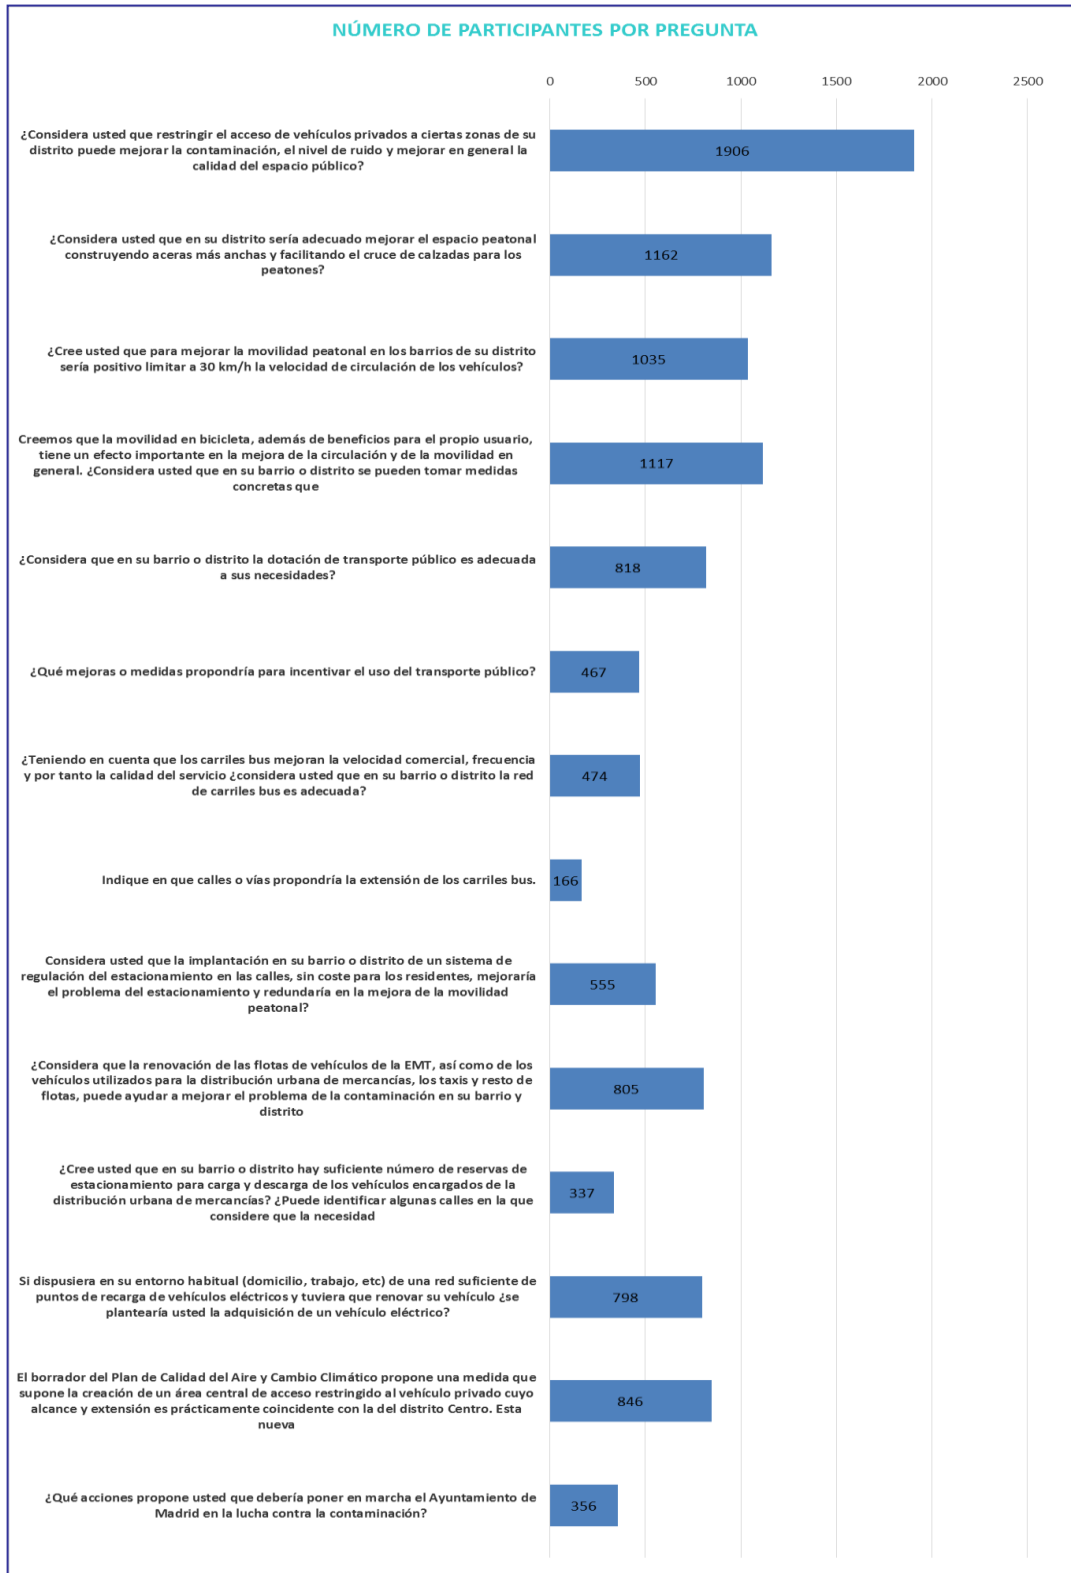 NÚMERO DE PARTICIPANTES POR PREGUNTA
0 500 1000 1500 2000 2500
¿Considera usted que restringir el acceso de vehículos privados a ciertas zonas de su
distrito puede mejorar la contaminación, el nivel de ruido y mejorar en general la
calidad del espacio público?
1906
¿Considera usted que en su distrito sería adecuado mejorar el espacio peatonal
construyendo aceras más anchas y facilitando el cruce de calzadas para los
peatones?
1162
¿Cree usted que para mejorar la movilidad peatonal en los barrios de su distrito
sería positivo limitar a 30 km/h la velocidad de circulación de los vehículos?
1035
Creemos que la movilidad en bicicleta, además de beneficios para el propio usuario,
tiene un efecto importante en la mejora de la circulación y de la movilidad en
general. ¿Considera usted que en su barrio o distrito se pueden tomar medidas
concretas que
1117
¿Considera que en su barrio o distrito la dotación de transporte público es adecuada
a sus necesidades?
818
¿Qué mejoras o medidas propondría para incentivar el uso del transporte público?
467
¿Teniendo en cuenta que los carriles bus mejoran la velocidad comercial, frecuencia
y por tanto la calidad del servicio ¿considera usted que en su barrio o distrito la red
de carriles bus es adecuada?
474
Indique en que calles o vías propondría la extensión de los carriles bus.
166
Considera usted que la implantación en su barrio o distrito de un sistema de
regulación del estacionamiento en las calles, sin coste para los residentes, mejoraría
el problema del estacionamiento y redundaría en la mejora de la movilidad
peatonal?
555
¿Considera que la renovación de las flotas de vehículos de la EMT, así como de los
vehículos utilizados para la distribución urbana de mercancías, los taxis y resto de
flotas, puede ayudar a mejorar el problema de la contaminación en su barrio y
distrito
805
¿Cree usted que en su barrio o distrito hay suficiente número de reservas de
estacionamiento para carga y descarga de los vehículos encargados de la
distribución urbana de mercancías? ¿Puede identificar algunas calles en la que
considere que la necesidad
337
Si dispusiera en su entorno habitual (domicilio, trabajo, etc) de una red suficiente de
puntos de recarga de vehículos eléctricos y tuviera que renovar su vehículo ¿se
plantearía usted la adquisición de un vehículo eléctrico?
798
El borrador del Plan de Calidad del Aire y Cambio Climático propone una medida que
supone la creación de un área central de acceso restringido al vehículo privado cuyo
alcance y extensión es prácticamente coincidente con la del distrito Centro. Esta
nueva
846
¿Qué acciones propone usted que debería poner en marcha el Ayuntamiento de
Madrid en la lucha contra la contaminación?
356